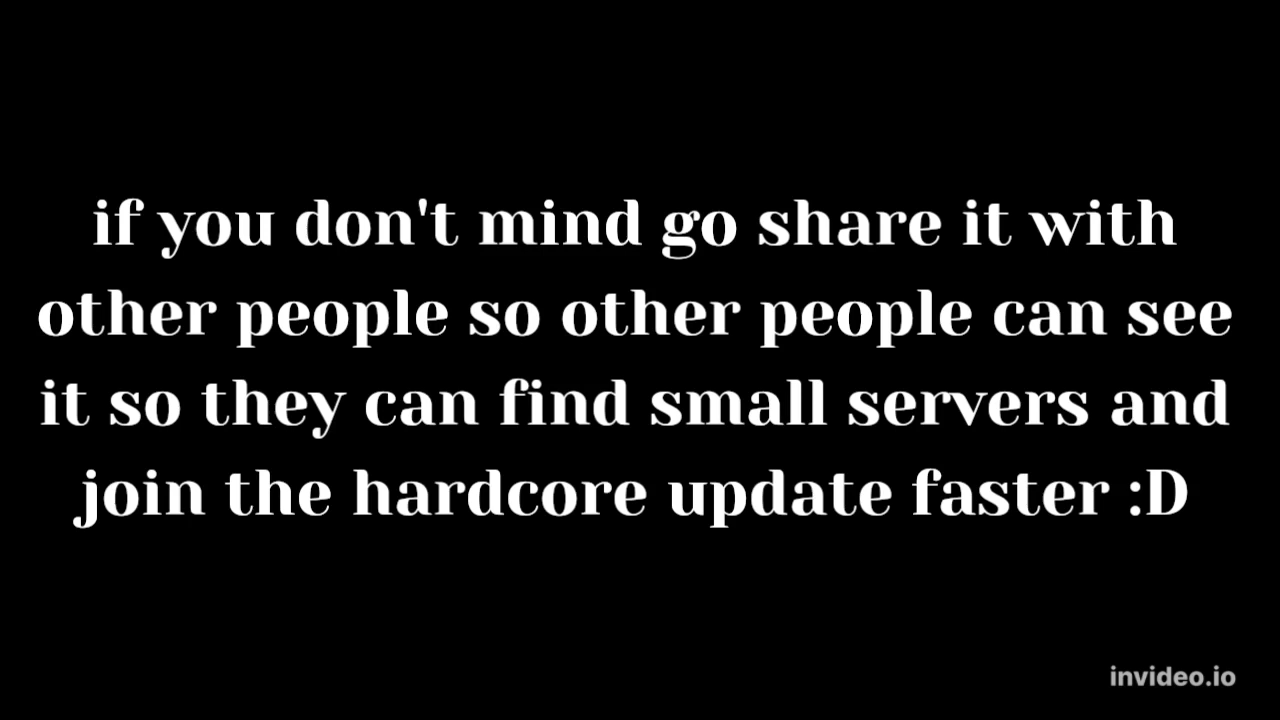 if you don't mind go share it with
other people so other people can see
it so they can find small servers and
join the hardcore update faster :D
invideo.io